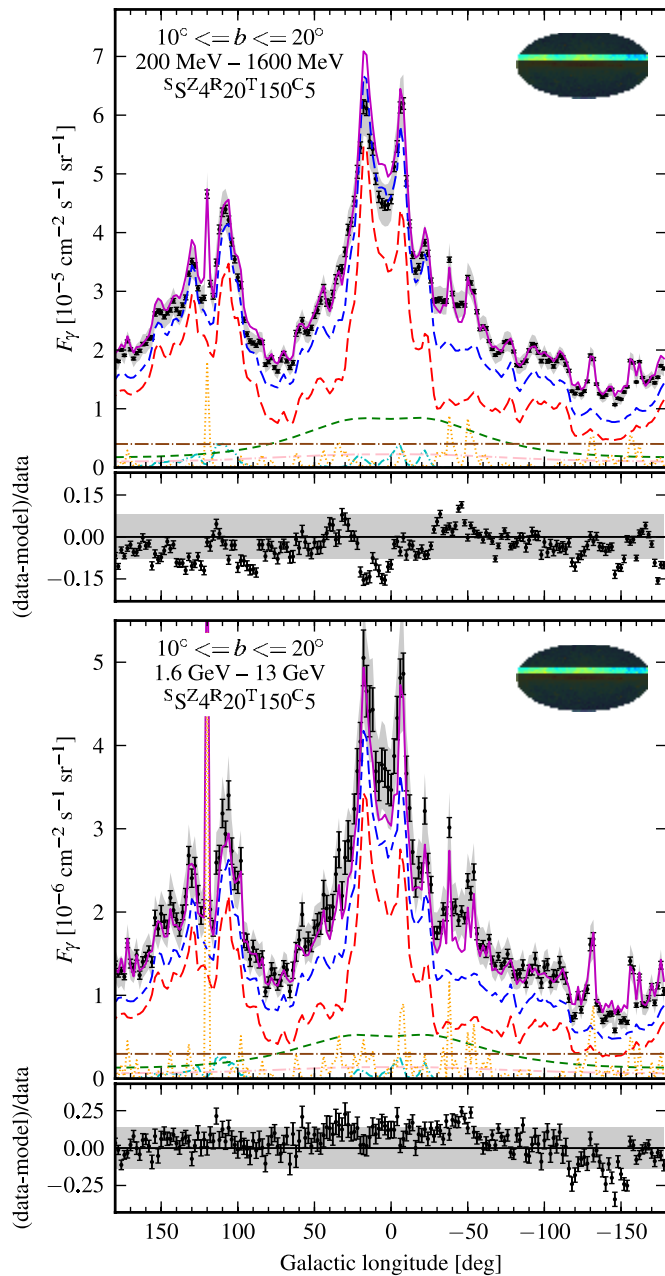 10° <= b <= 20°
200 MeV – 1600 MeV
SSZ4R20T150C5
7
6
5
4
3
2
1
0
Fγ [10−5 cm−2 s−1 sr−1]
0.15
0.00
−0.15
(data-model)/data
10° <= b <= 20°
1.6 GeV – 13 GeV
SSZ4R20T150C5
5
4
3
2
1
0
Fγ [10−6 cm−2 s−1 sr−1]
0.25
0.00
−0.25
(data-model)/data
150 100 50 0 −50 −100 −150
Galactic longitude [deg]